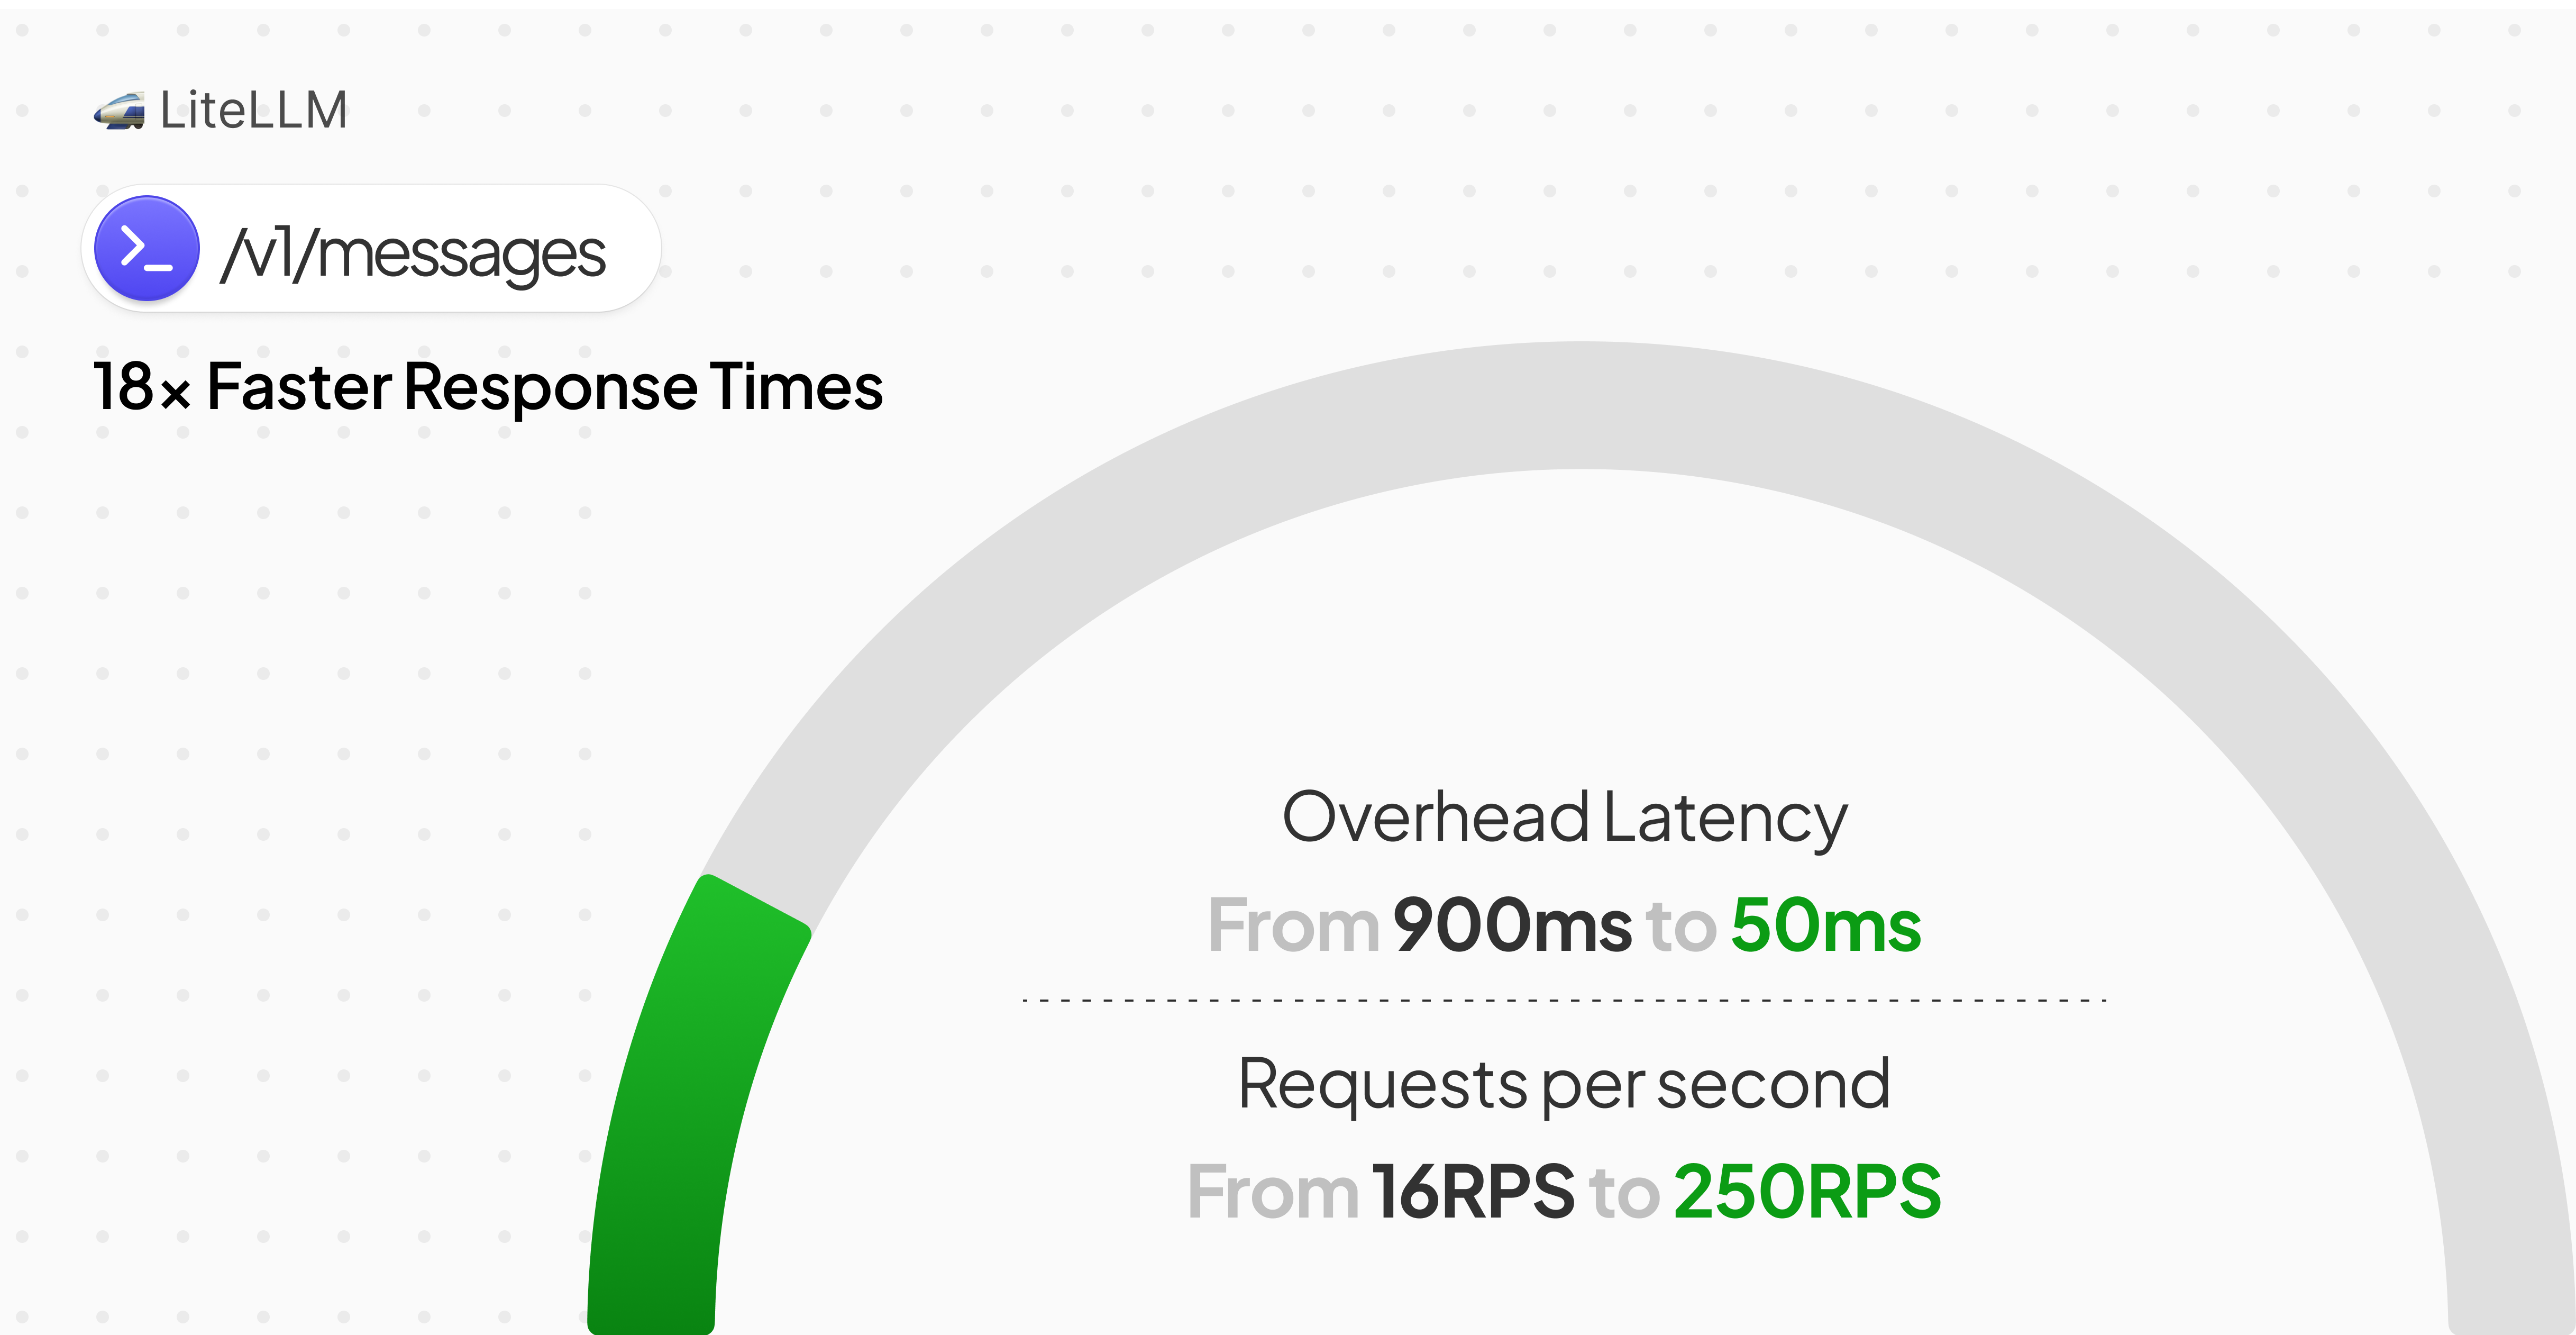 LiteLLM
/v1/messages
18× Faster Response Times
Overhead Latency
From 900ms to 50ms
Requests per second
From 16RPS to 250RPS